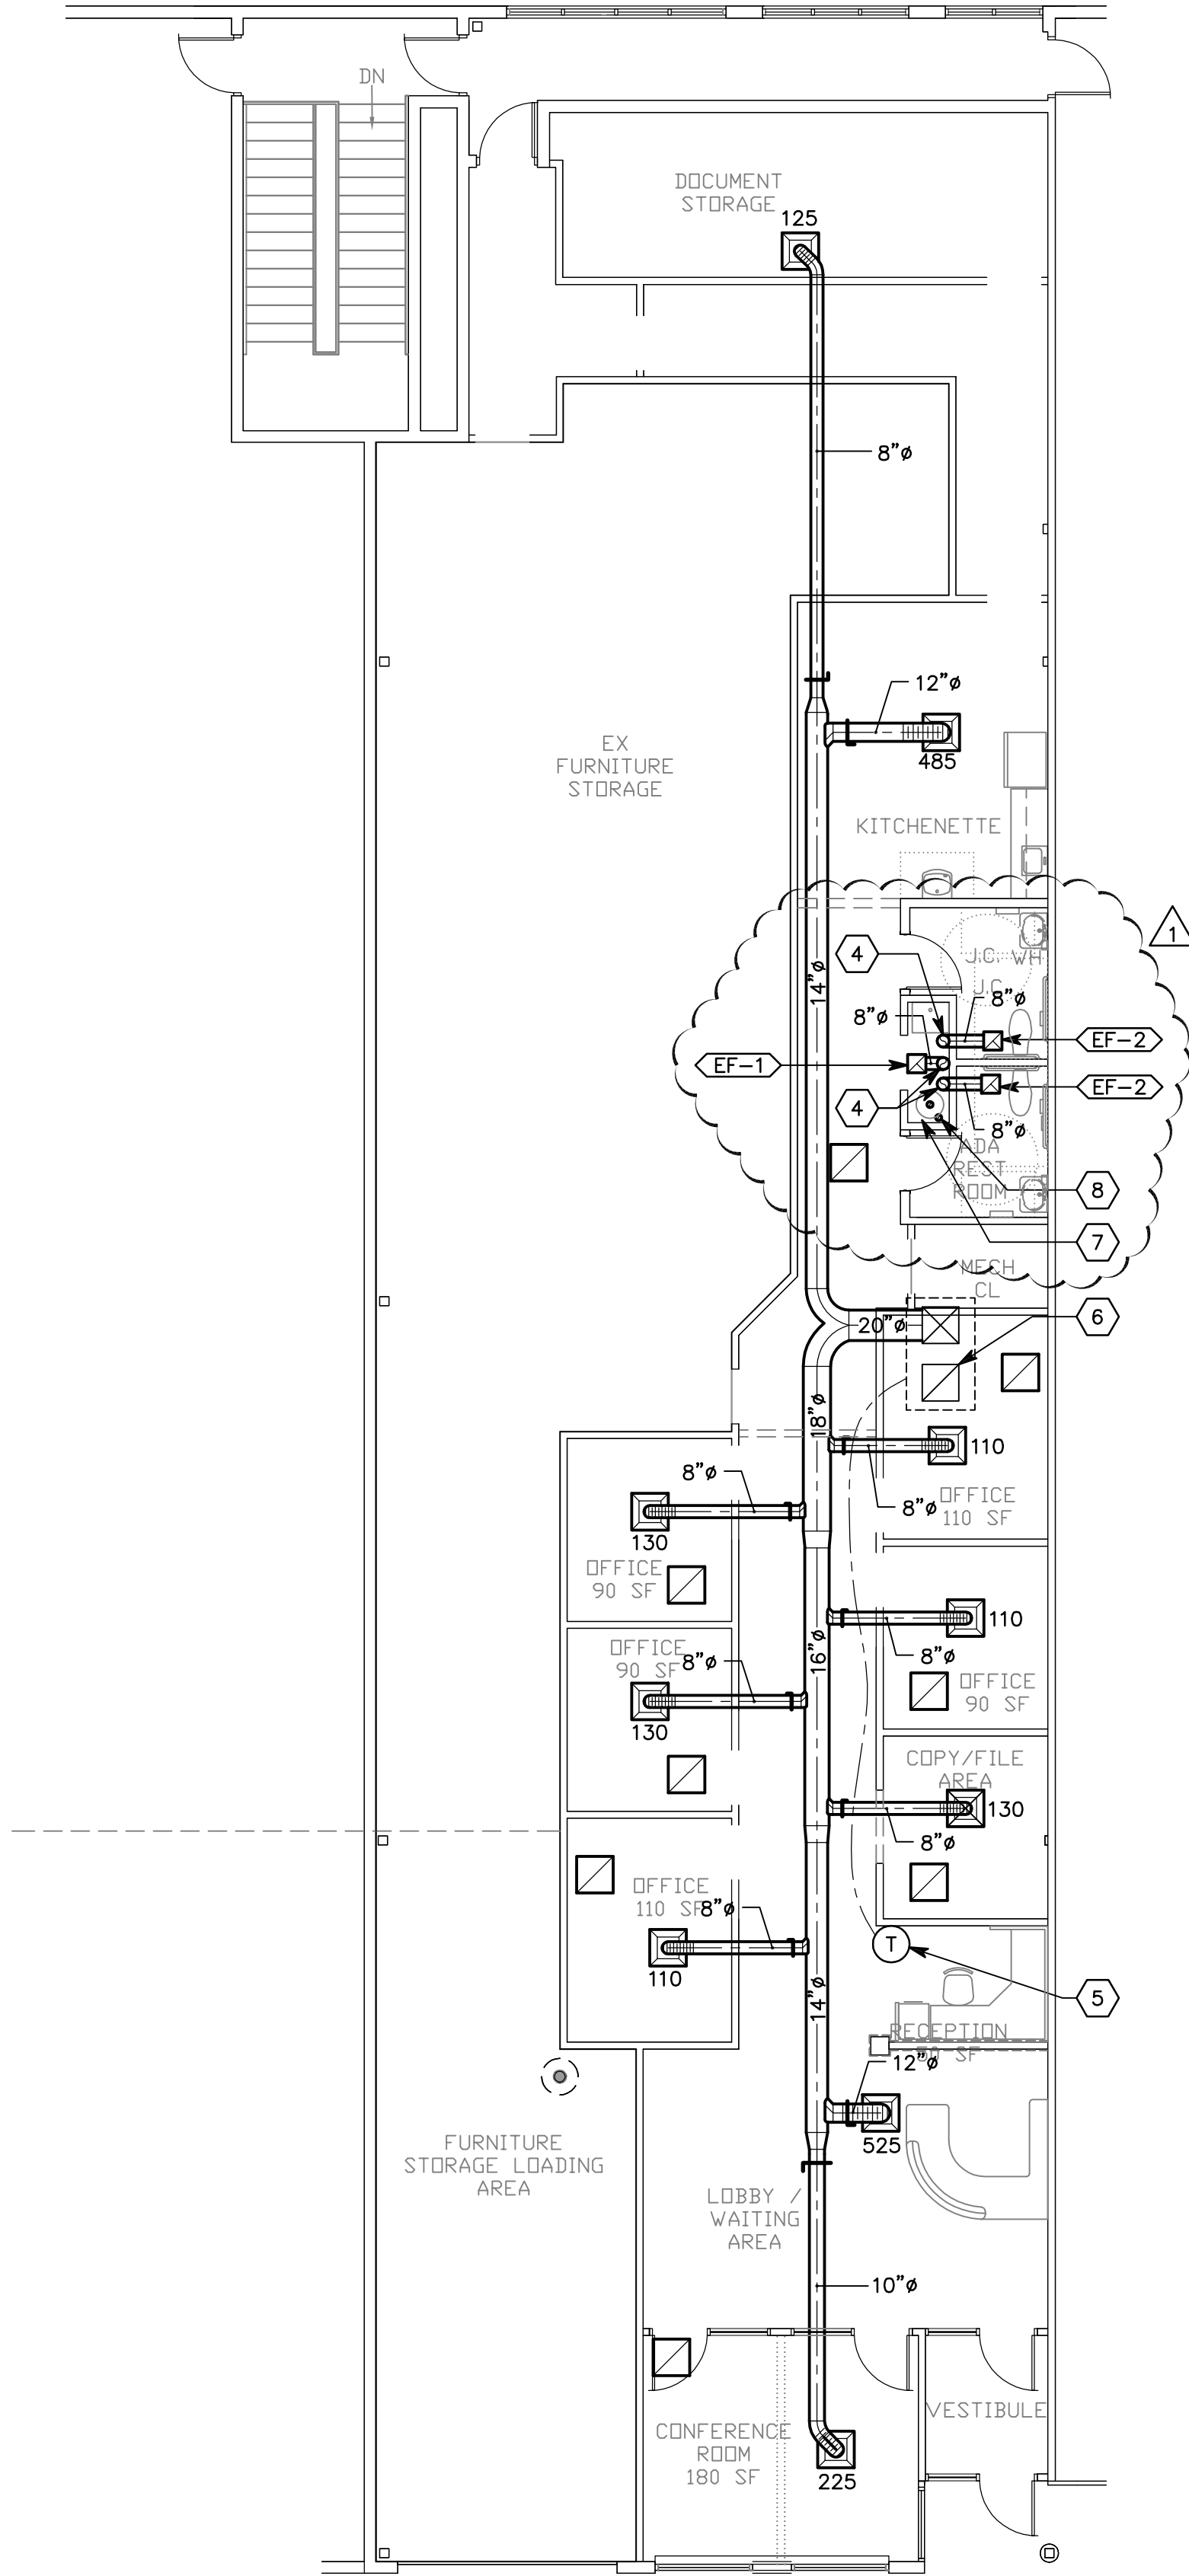 DN
DOCUMENT
STORAGE
125
8"ø
12"ø
485
EX
FURNITURE
STORAGE
KITCHENETTE
1
4
J.C. WH
J.C.
14"ø
8"ø
8"ø
EF-2
EF-1
EF-2
4
8"ø
ADA
REST
ROOM
8
7
MECH
CL
6
20"ø
18"ø
110
8"ø
8"ø
OFFICE
110 SF
130
OFFICE
90 SF
110
16"ø
OFFICE
90 SF
8"ø
8"ø
OFFICE
90 SF
130
COPY/FILE
AREA
130
8"ø
OFFICE
110 SF
8"ø
T
110
14"ø
5
RECEPTION
SF
12"ø
525
FURNITURE
STORAGE LOADING
AREA
LOBBY /
WAITING
AREA
10"ø
VESTIBULE
CONFERENCE
ROOM
180 SF
225